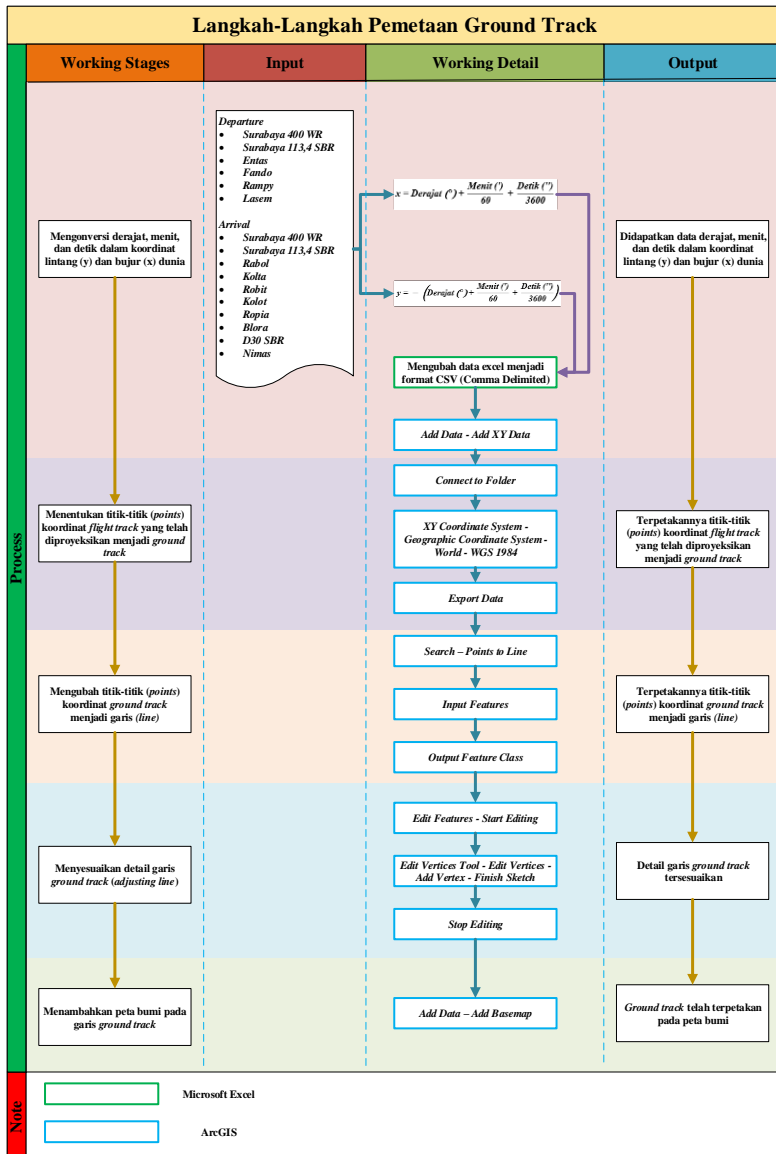 Langkah-Langkah Pemetaan Ground Track
Working Stages
Input
Working Detail
Output
Process
Mengonversi derajat, menit,
dan detik dalam koordinat
lintang (y) dan bujur (x) dunia
Departure
• Surabaya 400 WR
• Surabaya 113,4 SBR
• Entas
• Fando
• Rampy
• Lasem
Arrival
• Surabaya 400 WR
• Surabaya 113,4 SBR
• Rabol
• Kolta
• Robit
• Kolot
• Ropia
• Blora
• D30 SBR
• Nimas
x = Derajat (°) + Menit (') / 60 + Detik ('') / 3600
y = − (Derajat (°) + Menit (') / 60 + Detik ('') / 3600)
Mengubah data excel menjadi
format CSV (Comma Delimited)
Add Data - Add XY Data
Didapatkan data derajat, menit,
dan detik dalam koordinat
lintang (y) dan bujur (x) dunia
Menentukan titik-titik (points)
koordinat flight track yang telah
diproyeksikan menjadi ground
track
Connect to Folder
XY Coordinate System -
Geographic Coordinate System -
World - WGS 1984
Export Data
Terpetakannya titik-titik
(points) koordinat flight track
yang telah diproyeksikan
menjadi ground track
Mengubah titik-titik (points)
koordinat ground track
menjadi garis (line)
Search – Points to Line
Input Features
Output Feature Class
Terpetakannya titik-titik
(points) koordinat ground track
menjadi garis (line)
Menyesuaikan detail garis
ground track (adjusting line)
Edit Features - Start Editing
Edit Vertices Tool - Edit Vertices -
Add Vertex - Finish Sketch
Stop Editing
Detail garis ground track
tersesuaikan
Menambahkan peta bumi pada
garis ground track
Add Data – Add Basemap
Ground track telah terpetakan
pada peta bumi
Note
Microsoft Excel
ArcGIS